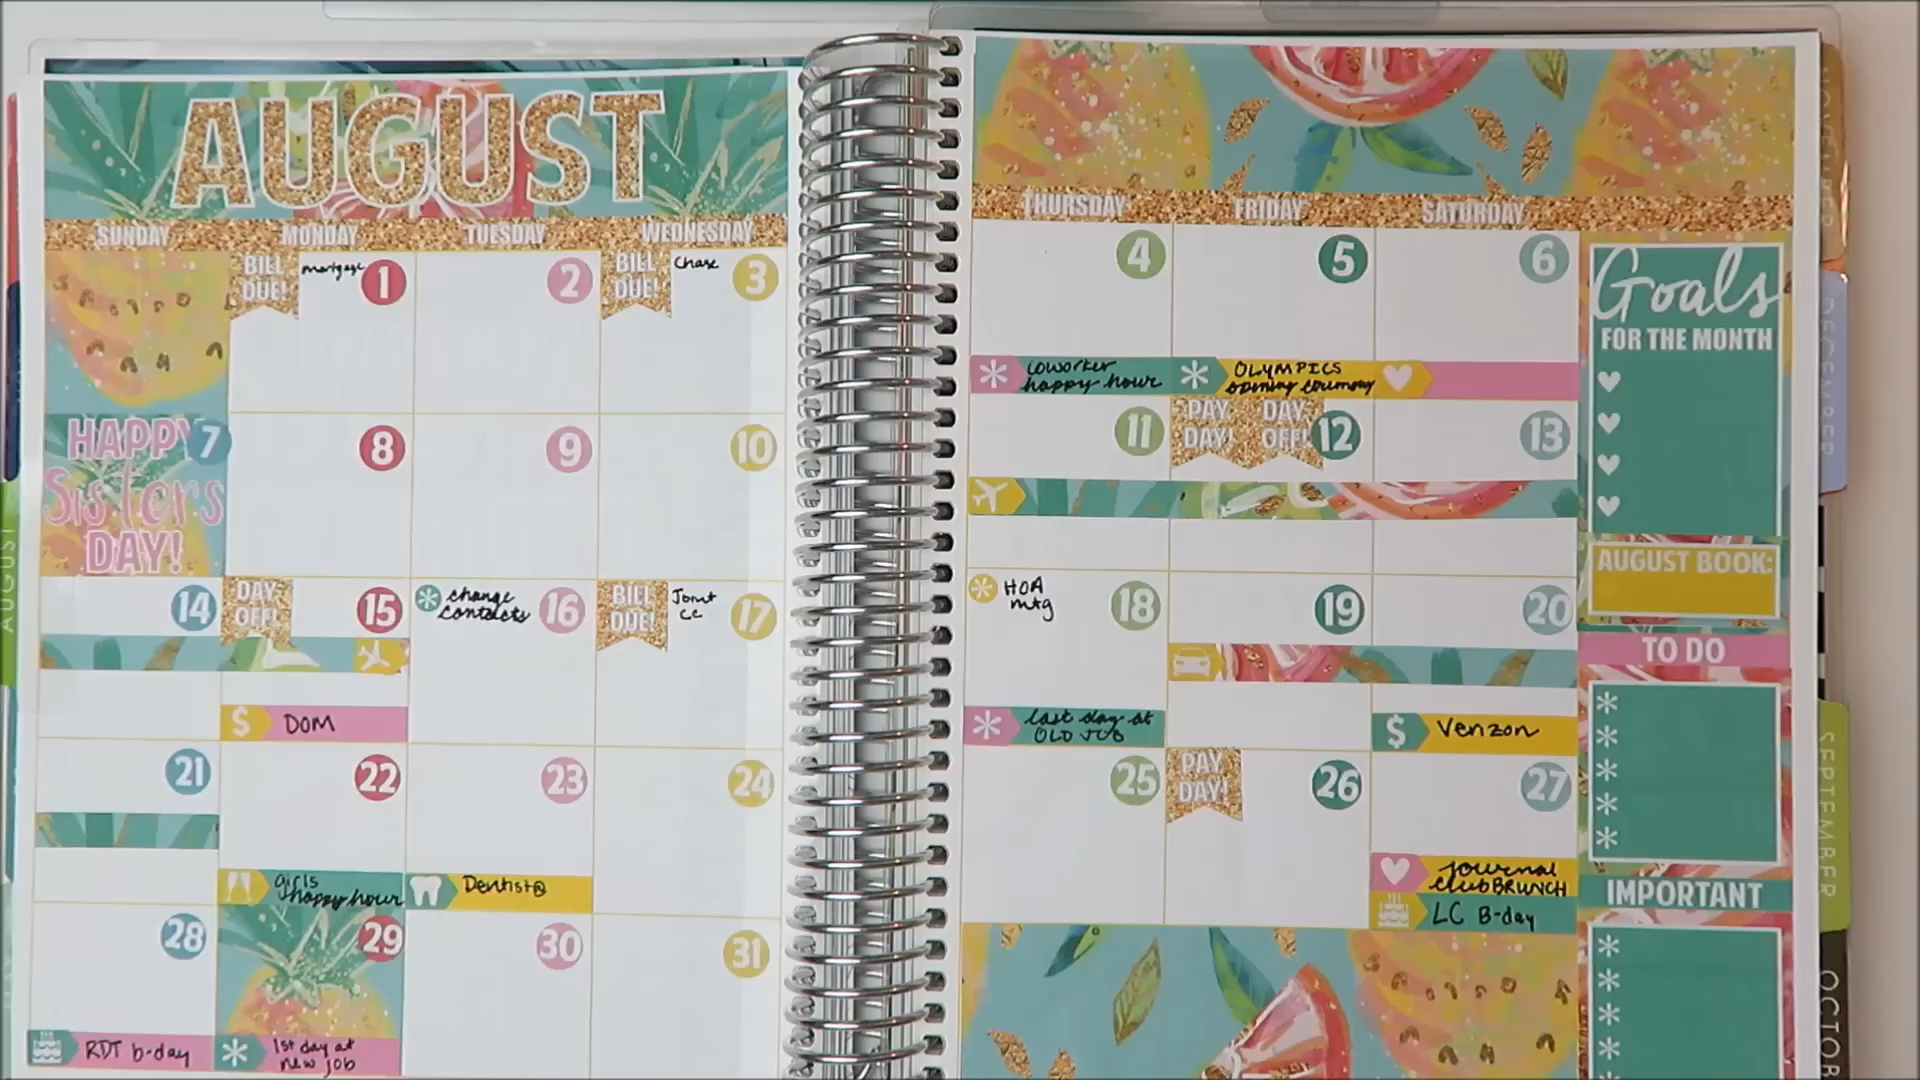 AUGUST
SUNDAY MONDAY TUESDAY WEDNESDAY
THURSDAY FRIDAY SATURDAY
BILL DUE! mortgage 1
2
BILL DUE! Chase 3
4
coworker
happy hour
5
OLYMPICS
opening ceremony
6
HAPPY
Sisters
DAY!
7
8
9
10
11
PAY DAY!
DAY OFF!
12
13
14
DAY OFF!
15
$ DOM
change
contacts
16
BILL DUE!
Joint
CC
17
HOA
mtg
18
last day at
OLD JOB
19
20
$ Verizon
21
22
girls
happy hour
23
Dentist
24
25
PAY DAY!
26
27
journal
club BRUNCH
LC B-day
28
RDT b-day
29
1st day at
new job
30
31
Goals
FOR THE MONTH
AUGUST BOOK:
TO DO
IMPORTANT
AUGUST
NOVEMBER
DECEMBER
SEPTEMBER
OCTOB